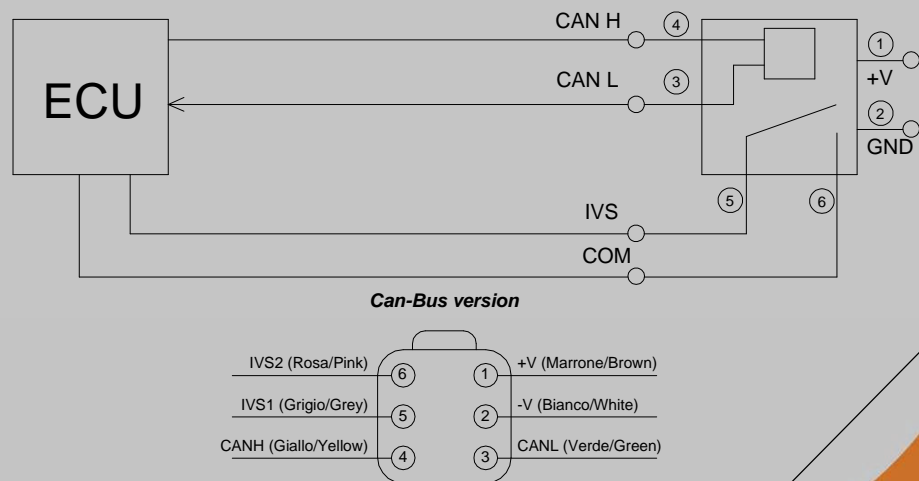 CAN H
4
1
+V
ECU
CAN L
3
2
GND
5
6
IVS
COM
Can-Bus version
IVS2 (Rosa/Pink)
6
1
+V (Marrone/Brown)
IVS1 (Grigio/Grey)
5
2
-V (Bianco/White)
CANH (Giallo/Yellow)
4
3
CANL (Verde/Green)